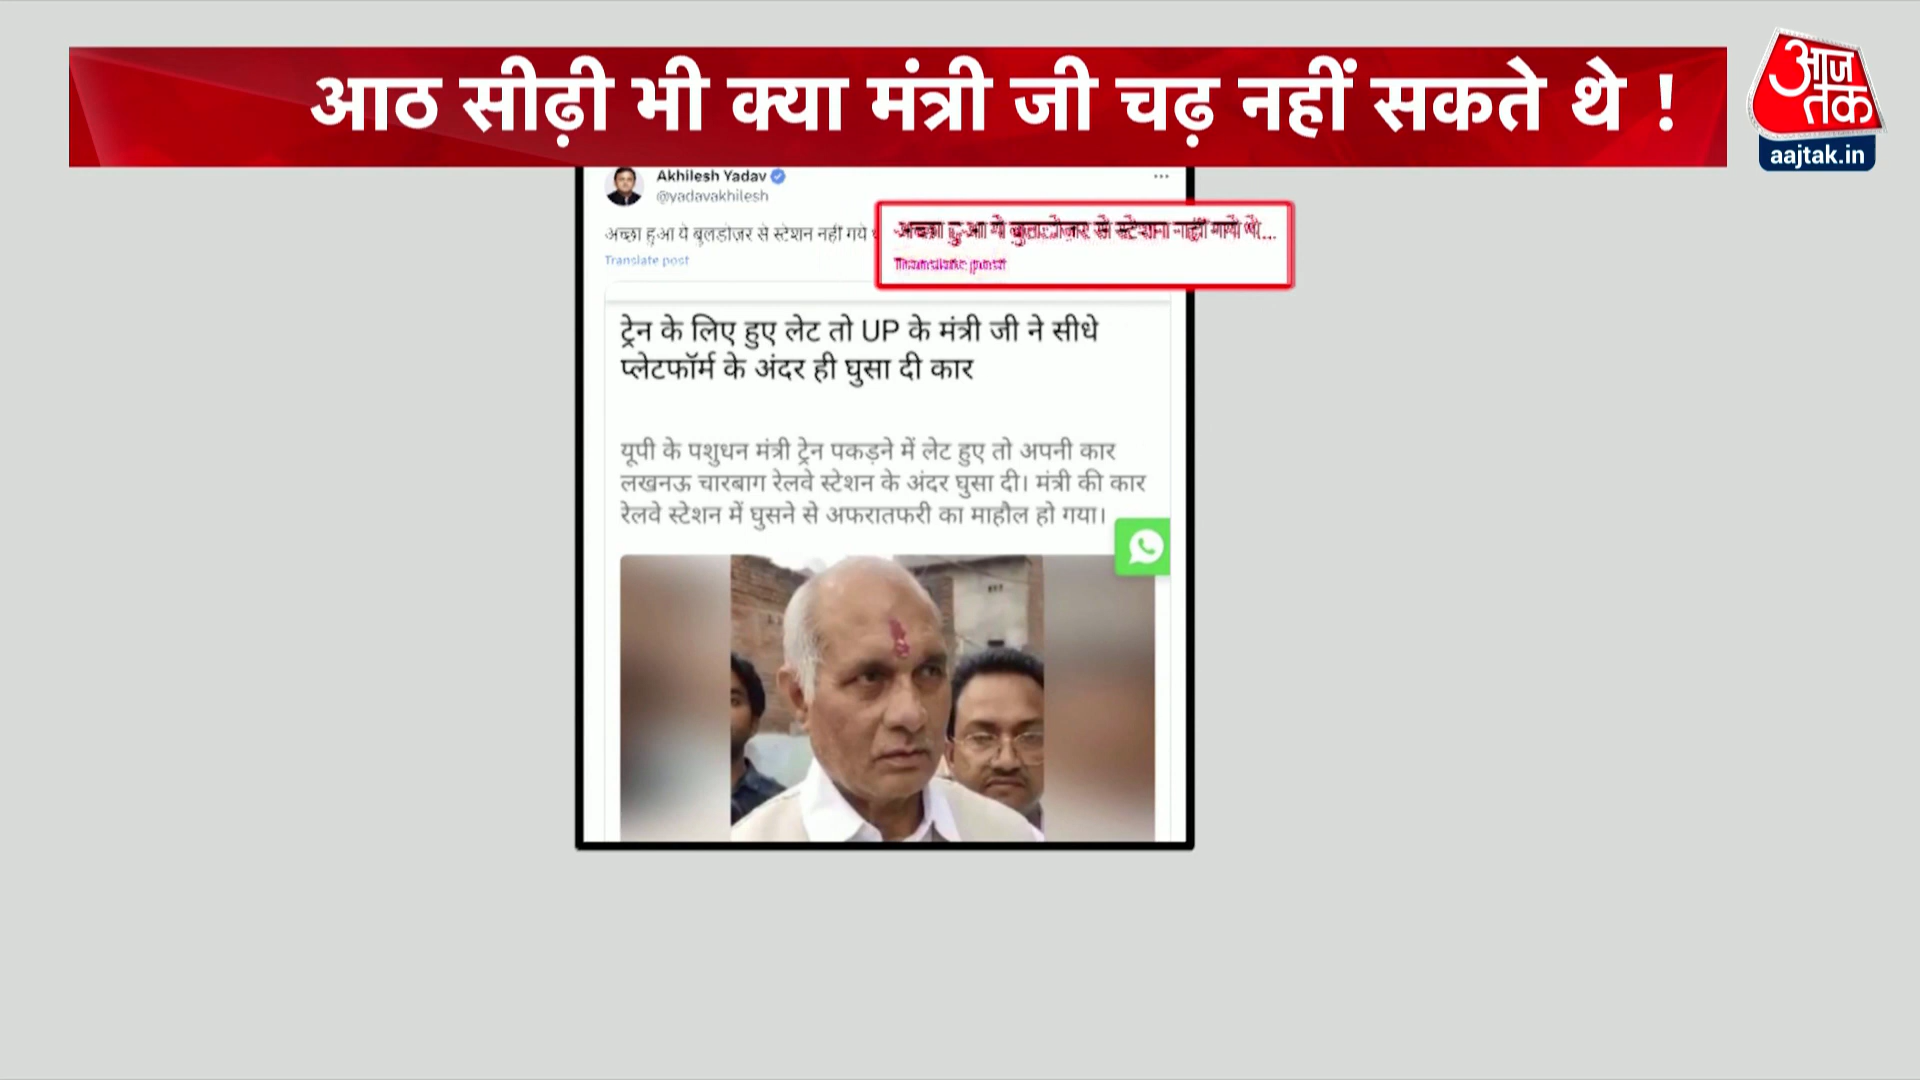 आठ सीढ़ी भी क्या मंत्री जी चढ़ नहीं सकते थे !
आज
तक
aajtak.in
Akhilesh Yadav
@yadavakhilesh
अच्छा हुआ ये बुलडोज़र से स्टेशन नहीं गये
अच्छा हुआ ये बुलडोज़र से स्टेशन नहीं गये थे...
Translate post
Translate post
ट्रेन के लिए हुए लेट तो UP के मंत्री जी ने सीधे
प्लेटफॉर्म के अंदर ही घुसा दी कार
यूपी के पशुधन मंत्री ट्रेन पकड़ने में लेट हुए तो अपनी कार
लखनऊ चारबाग रेलवे स्टेशन के अंदर घुसा दी। मंत्री की कार
रेलवे स्टेशन में घुसने से अफरातफरी का माहौल हो गया।